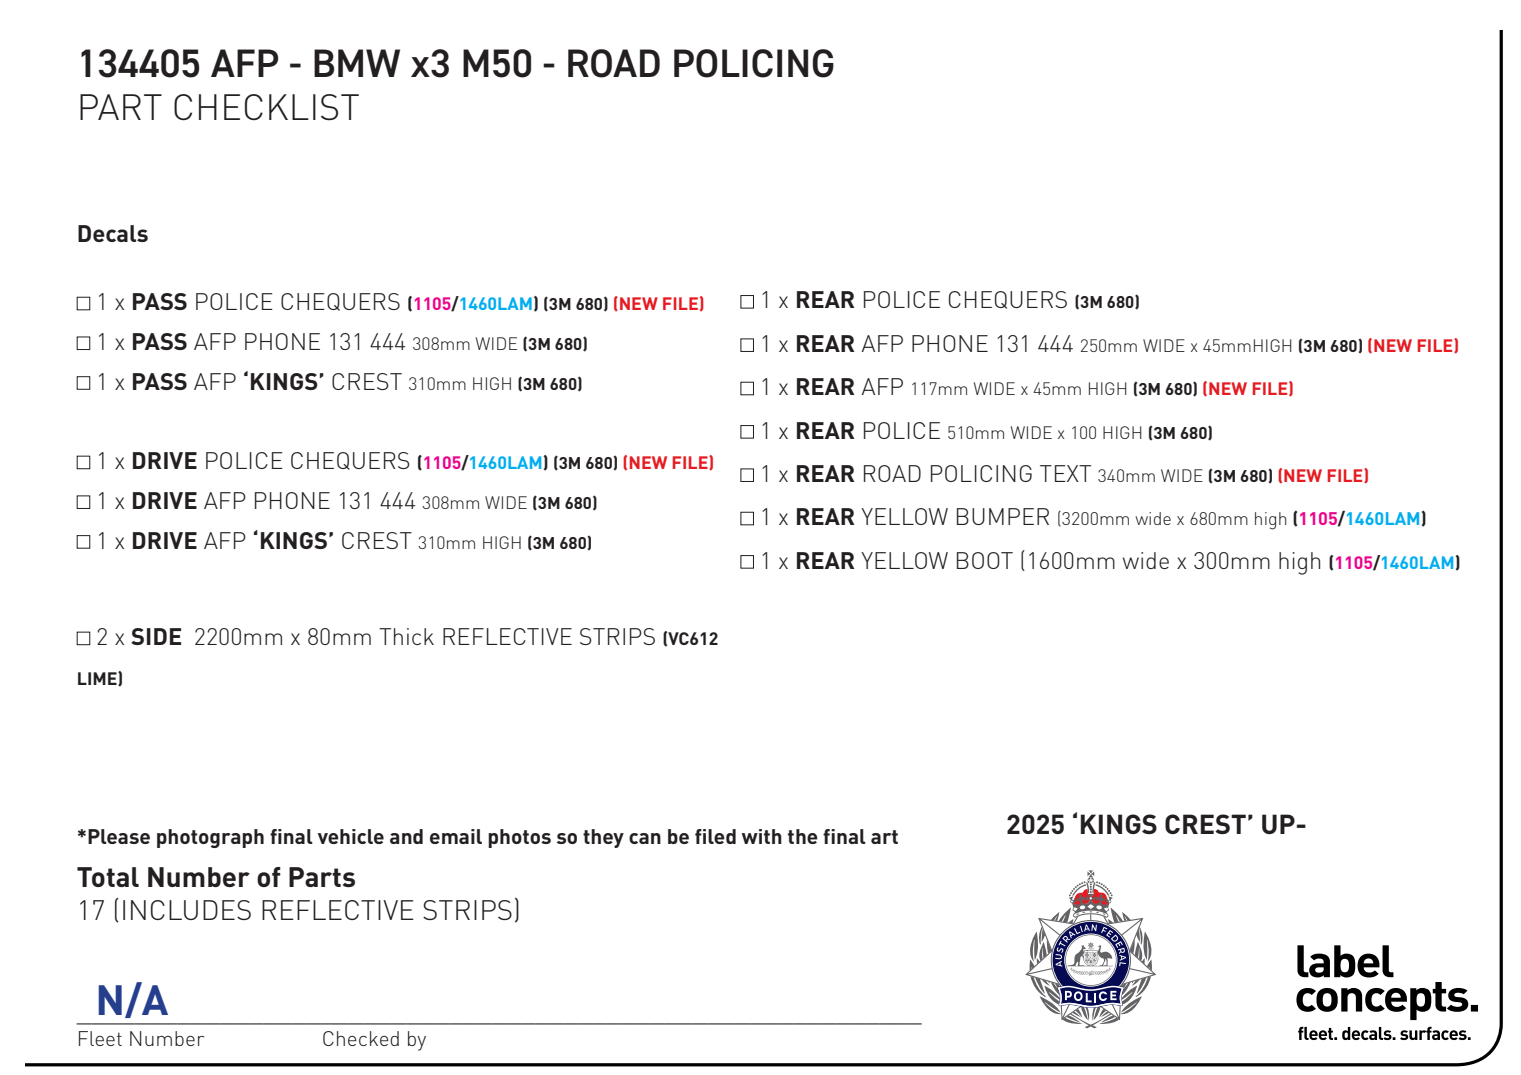 134405 AFP - BMW x3 M50 - ROAD POLICING
PART CHECKLIST
Decals
1 x PASS POLICE CHEQUERS (1105/1460LAM) (3M 680) (NEW FILE)
1 x PASS AFP PHONE 131 444 308mm WIDE (3M 680)
1 x PASS AFP ‘KINGS’ CREST 310mm HIGH (3M 680)
1 x DRIVE POLICE CHEQUERS (1105/1460LAM) (3M 680) (NEW FILE)
1 x DRIVE AFP PHONE 131 444 308mm WIDE (3M 680)
1 x DRIVE AFP ‘KINGS’ CREST 310mm HIGH (3M 680)
2 x SIDE 2200mm x 80mm Thick REFLECTIVE STRIPS (VC612
LIME)
1 x REAR POLICE CHEQUERS (3M 680)
1 x REAR AFP PHONE 131 444 250mm WIDE x 45mmHIGH (3M 680) (NEW FILE)
1 x REAR AFP 117mm WIDE x 45mm HIGH (3M 680) (NEW FILE)
1 x REAR POLICE 510mm WIDE x 100 HIGH (3M 680)
1 x REAR ROAD POLICING TEXT 340mm WIDE (3M 680) (NEW FILE)
1 x REAR YELLOW BUMPER (3200mm wide x 680mm high (1105/1460LAM)
1 x REAR YELLOW BOOT (1600mm wide x 300mm high (1105/1460LAM)
*Please photograph final vehicle and email photos so they can be filed with the final art
Total Number of Parts
17 (INCLUDES REFLECTIVE STRIPS)
N/A
Fleet Number
Checked by
2025 ‘KINGS CREST’ UP-
AUSTRALIAN FEDERAL
POLICE
label
concepts.
fleet. decals. surfaces.